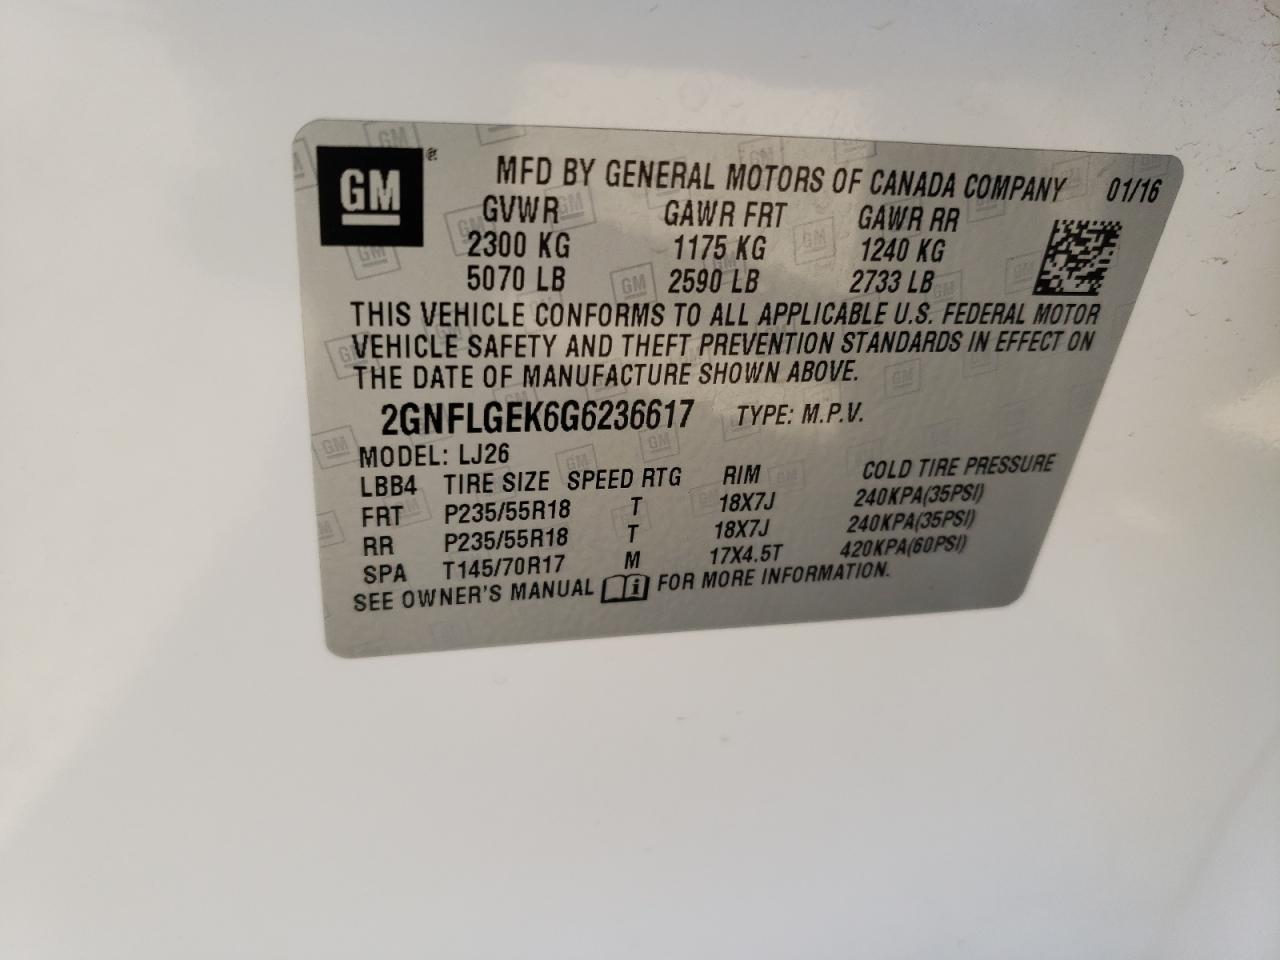 GM ® MFD BY GENERAL MOTORS OF CANADA COMPANY 01/16
GVWR GAWR FRT GAWR RR
2300 KG 1175 KG 1240 KG
5070 LB 2590 LB 2733 LB
THIS VEHICLE CONFORMS TO ALL APPLICABLE U.S. FEDERAL MOTOR
VEHICLE SAFETY AND THEFT PREVENTION STANDARDS IN EFFECT ON
THE DATE OF MANUFACTURE SHOWN ABOVE.
2GNFLGEK6G6236617 TYPE: M.P.V.
MODEL: LJ26
LBB4 TIRE SIZE SPEED RTG RIM COLD TIRE PRESSURE
FRT P235/55R18 T 18X7J 240KPA(35PSI)
RR P235/55R18 T 18X7J 240KPA(35PSI)
SPA T145/70R17 M 17X4.5T 420KPA(60PSI)
SEE OWNER'S MANUAL FOR MORE INFORMATION.